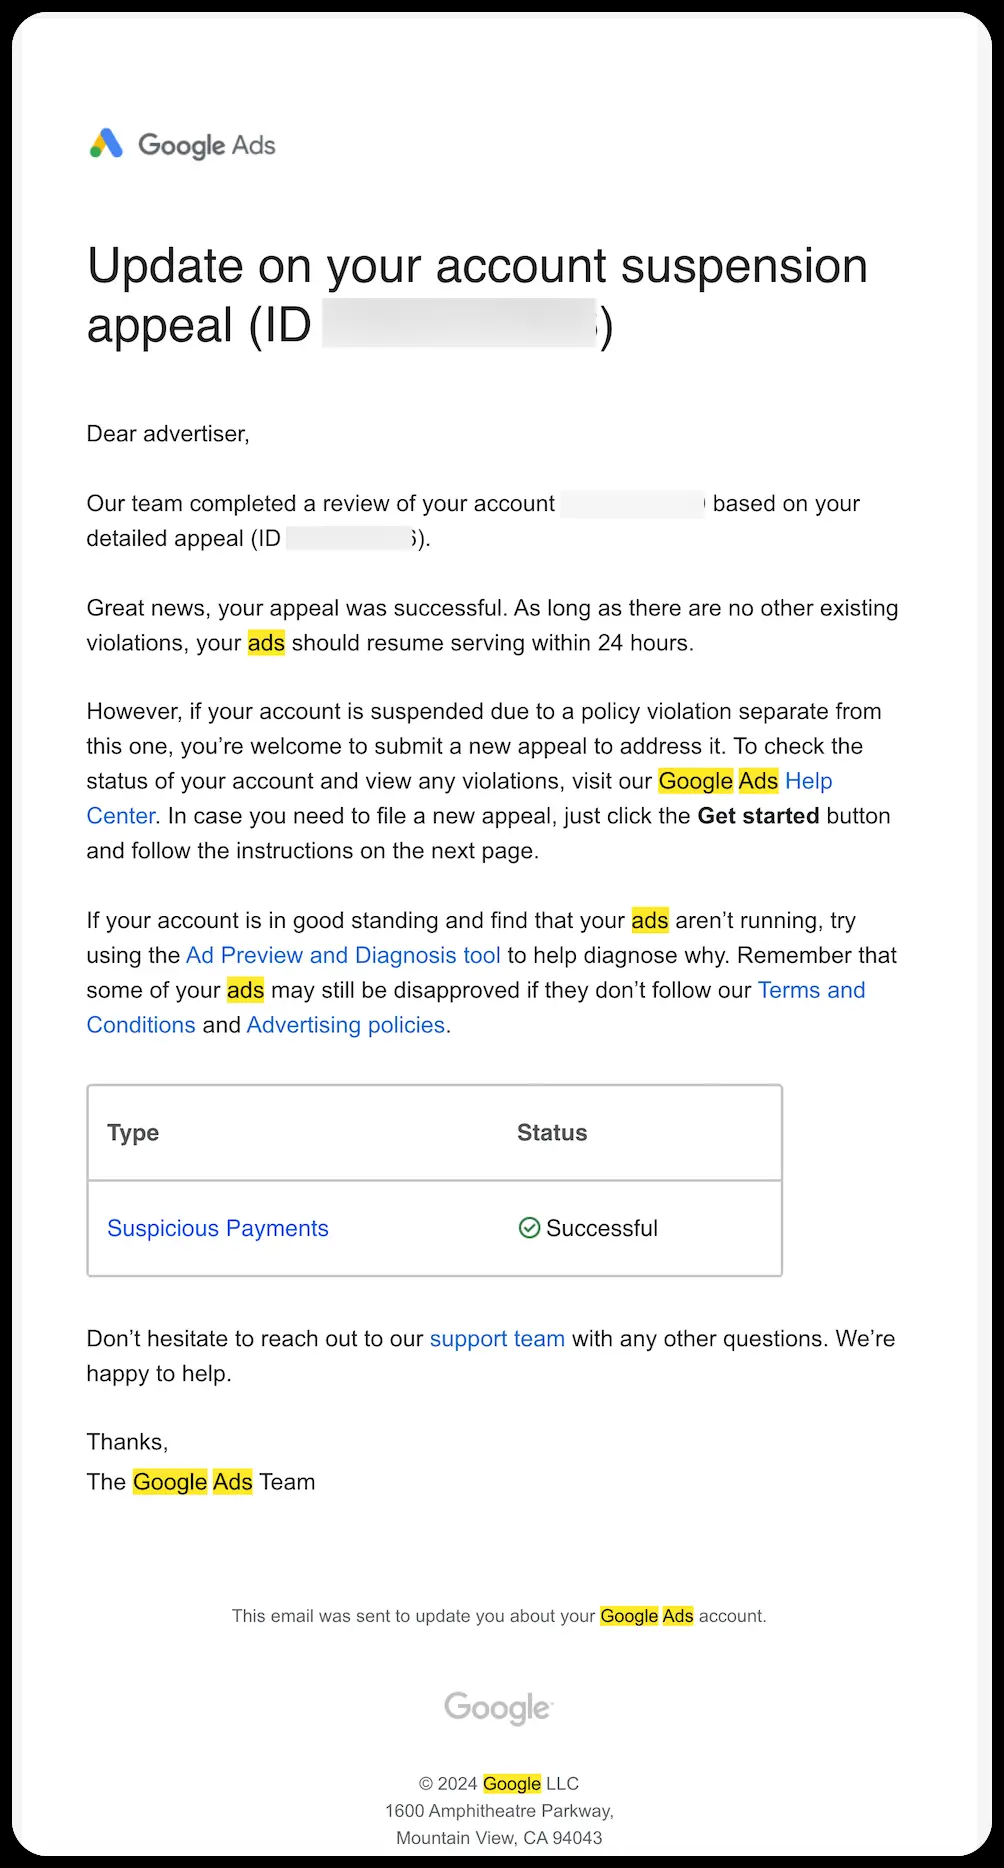 Google Ads
Update on your account suspension
appeal (ID )
Dear advertiser,
Our team completed a review of your account based on your
detailed appeal (ID ).
Great news, your appeal was successful. As long as there are no other existing
violations, your ads should resume serving within 24 hours.
However, if your account is suspended due to a policy violation separate from
this one, you’re welcome to submit a new appeal to address it. To check the
status of your account and view any violations, visit our Google Ads Help
Center. In case you need to file a new appeal, just click the Get started button
and follow the instructions on the next page.
If your account is in good standing and find that your ads aren’t running, try
using the Ad Preview and Diagnosis tool to help diagnose why. Remember that
some of your ads may still be disapproved if they don’t follow our Terms and
Conditions and Advertising policies.
Type Status
Suspicious Payments Successful
Don’t hesitate to reach out to our support team with any other questions. We’re
happy to help.
Thanks,
The Google Ads Team
This email was sent to update you about your Google Ads account.
Google
© 2024 Google LLC
1600 Amphitheatre Parkway,
Mountain View, CA 94043